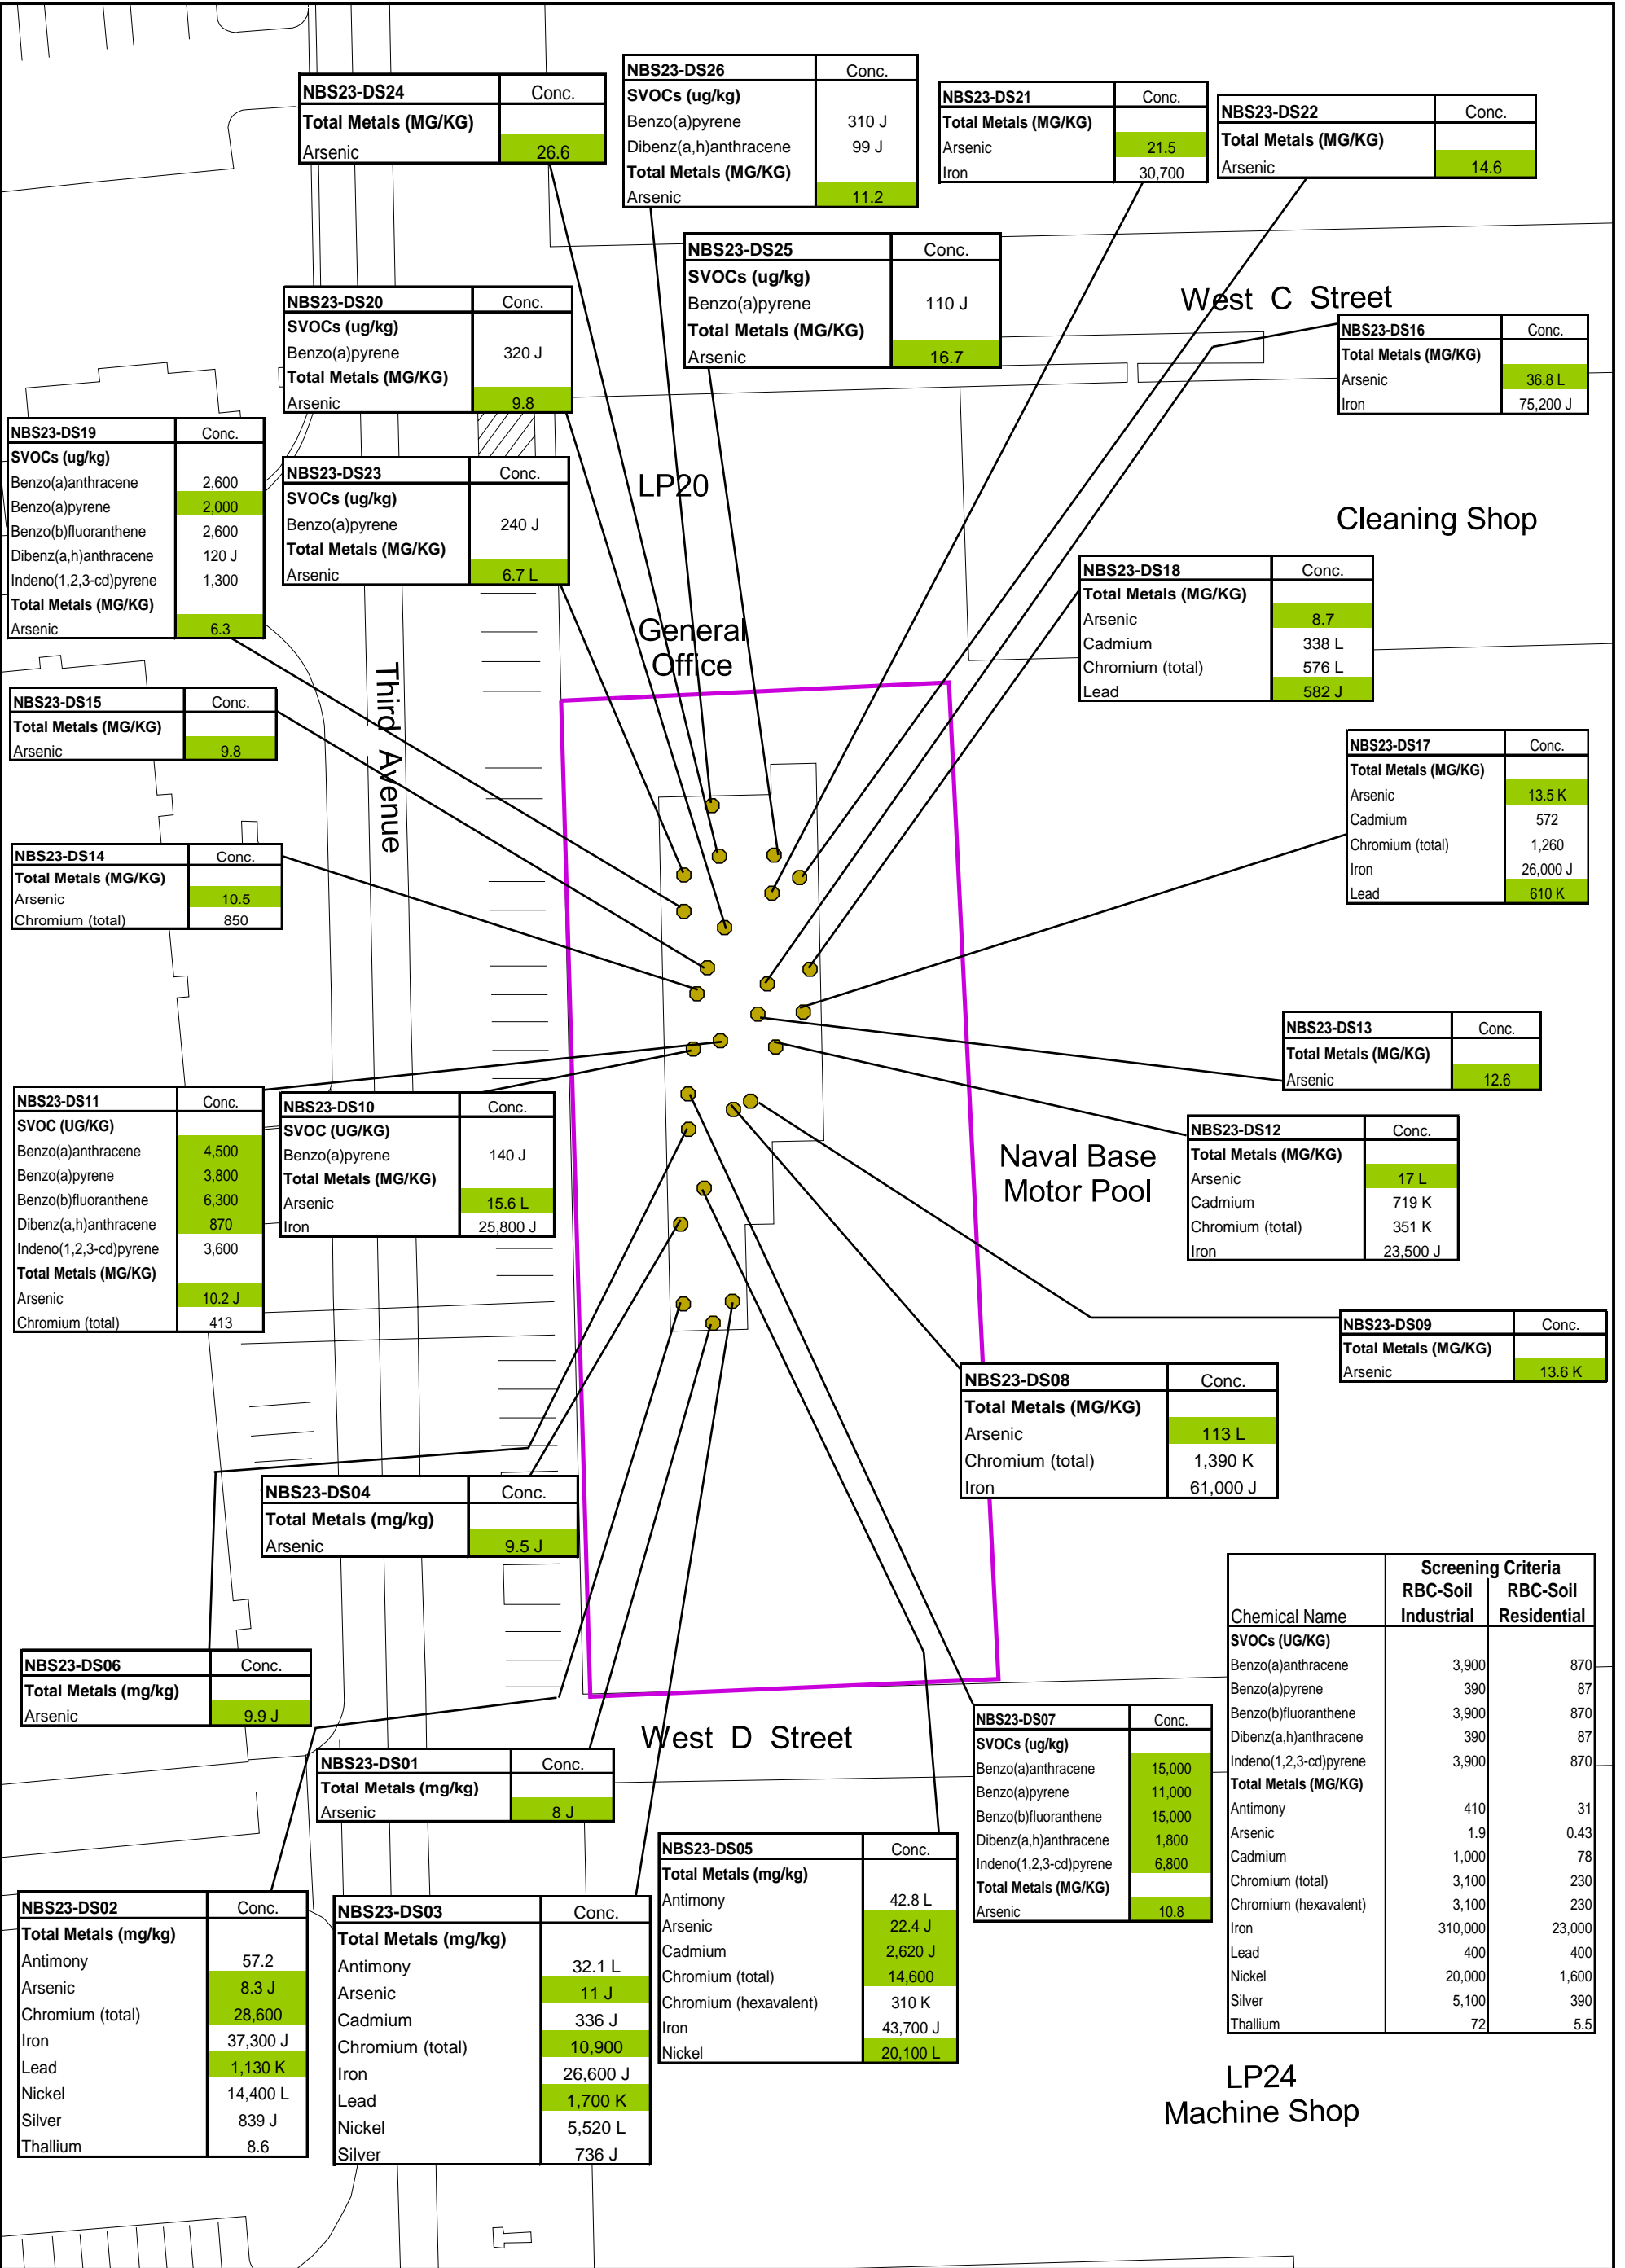 NBS23-DS24 Conc.
Total Metals (MG/KG)
Arsenic 26.6
NBS23-DS26 Conc.
SVOCs (ug/kg)
Benzo(a)pyrene 310 J
Dibenz(a,h)anthracene 99 J
Total Metals (MG/KG)
Arsenic 11.2
NBS23-DS21 Conc.
Total Metals (MG/KG)
Arsenic 21.5
Iron 30,700
NBS23-DS22 Conc.
Total Metals (MG/KG)
Arsenic 14.6
NBS23-DS25 Conc.
SVOCs (ug/kg)
Benzo(a)pyrene 110 J
Total Metals (MG/KG)
Arsenic 16.7
West C Street
NBS23-DS20 Conc.
SVOCs (ug/kg)
Benzo(a)pyrene 320 J
Total Metals (MG/KG)
Arsenic 9.8
NBS23-DS16 Conc.
Total Metals (MG/KG)
Arsenic 36.8 L
Iron 75,200 J
NBS23-DS19 Conc.
SVOCs (ug/kg)
Benzo(a)anthracene 2,600
Benzo(a)pyrene 2,000
Benzo(b)fluoranthene 2,600
Dibenz(a,h)anthracene 120 J
Indeno(1,2,3-cd)pyrene 1,300
Total Metals (MG/KG)
Arsenic 6.3
NBS23-DS23 Conc.
SVOCs (ug/kg)
Benzo(a)pyrene 240 J
Total Metals (MG/KG)
Arsenic 6.7 L
LP20
Cleaning Shop
General
Office
NBS23-DS18 Conc.
Total Metals (MG/KG)
Arsenic 8.7
Cadmium 338 L
Chromium (total) 576 L
Lead 582 J
Third Avenue
NBS23-DS15 Conc.
Total Metals (MG/KG)
Arsenic 9.8
NBS23-DS17 Conc.
Total Metals (MG/KG)
Arsenic 13.5 K
Cadmium 572
Chromium (total) 1,260
Iron 26,000 J
Lead 610 K
NBS23-DS14 Conc.
Total Metals (MG/KG)
Arsenic 10.5
Chromium (total) 850
NBS23-DS13 Conc.
Total Metals (MG/KG)
Arsenic 12.6
NBS23-DS11 Conc.
SVOC (UG/KG)
Benzo(a)anthracene 4,500
Benzo(a)pyrene 3,800
Benzo(b)fluoranthene 6,300
Dibenz(a,h)anthracene 870
Indeno(1,2,3-cd)pyrene 3,600
Total Metals (MG/KG)
Arsenic 10.2 J
Chromium (total) 413
NBS23-DS10 Conc.
SVOC (UG/KG)
Benzo(a)pyrene 140 J
Total Metals (MG/KG)
Arsenic 15.6 L
Iron 25,800 J
Naval Base
Motor Pool
NBS23-DS12 Conc.
Total Metals (MG/KG)
Arsenic 17 L
Cadmium 719 K
Chromium (total) 351 K
Iron 23,500 J
NBS23-DS09 Conc.
Total Metals (MG/KG)
Arsenic 13.6 K
NBS23-DS08 Conc.
Total Metals (MG/KG)
Arsenic 113 L
Chromium (total) 1,390 K
Iron 61,000 J
NBS23-DS04 Conc.
Total Metals (mg/kg)
Arsenic 9.5 J
NBS23-DS06 Conc.
Total Metals (mg/kg)
Arsenic 9.9 J
West D Street
NBS23-DS01 Conc.
Total Metals (mg/kg)
Arsenic 8 J
NBS23-DS07 Conc.
SVOCs (ug/kg)
Benzo(a)anthracene 15,000
Benzo(a)pyrene 11,000
Benzo(b)fluoranthene 15,000
Dibenz(a,h)anthracene 1,800
Indeno(1,2,3-cd)pyrene 6,800
Total Metals (MG/KG)
Arsenic 10.8
Screening Criteria
RBC-Soil RBC-Soil
Chemical Name Industrial Residential
SVOCs (UG/KG)
Benzo(a)anthracene 3,900 870
Benzo(a)pyrene 390 87
Benzo(b)fluoranthene 3,900 870
Dibenz(a,h)anthracene 390 87
Indeno(1,2,3-cd)pyrene 3,900 870
Total Metals (MG/KG)
Antimony 410 31
Arsenic 1.9 0.43
Cadmium 1,000 78
Chromium (total) 3,100 230
Chromium (hexavalent) 3,100 230
Iron 310,000 23,000
Lead 400 400
Nickel 20,000 1,600
Silver 5,100 390
Thallium 72 5.5
NBS23-DS02 Conc.
Total Metals (mg/kg)
Antimony 57.2
Arsenic 8.3 J
Chromium (total) 28,600
Iron 37,300 J
Lead 1,130 K
Nickel 14,400 L
Silver 839 J
Thallium 8.6
NBS23-DS03 Conc.
Total Metals (mg/kg)
Antimony 32.1 L
Arsenic 11 J
Cadmium 336 J
Chromium (total) 10,900
Iron 26,600 J
Lead 1,700 K
Nickel 5,520 L
Silver 736 J
NBS23-DS05 Conc.
Total Metals (mg/kg)
Antimony 42.8 L
Arsenic 22.4 J
Cadmium 2,620 J
Chromium (total) 14,600
Chromium (hexavalent) 310 K
Iron 43,700 J
Nickel 20,100 L
LP24
Machine Shop